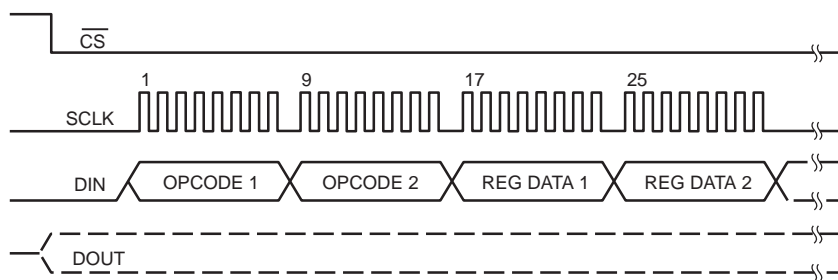 CS
1 9 17 25
SCLK
DIN OPCODE 1 OPCODE 2 REG DATA 1 REG DATA 2
DOUT